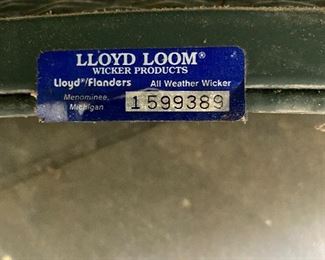 LLOYD LOOM®
WICKER PRODUCTS
Lloyd®/Flanders All Weather Wicker
Menominee,
Michigan 1599389